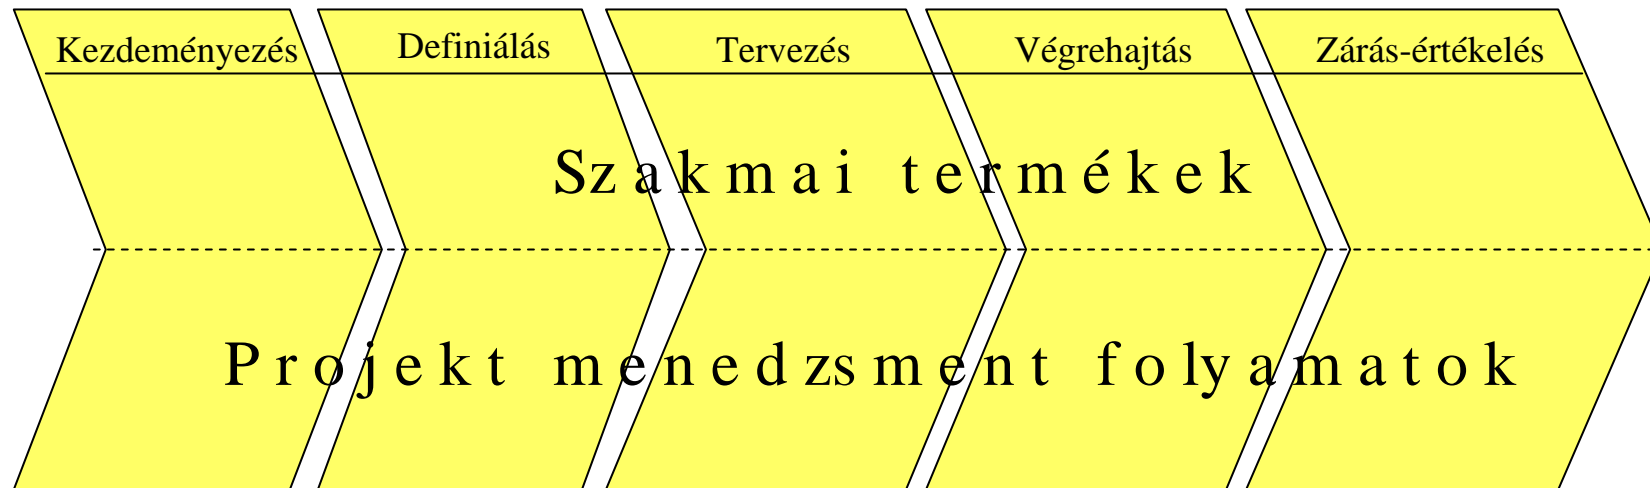 Kezdeményezés Definiálás Tervezés Végrehajtás Zárás-értékelés
Szakmai termékek
Projekt menedzsment folyamatok